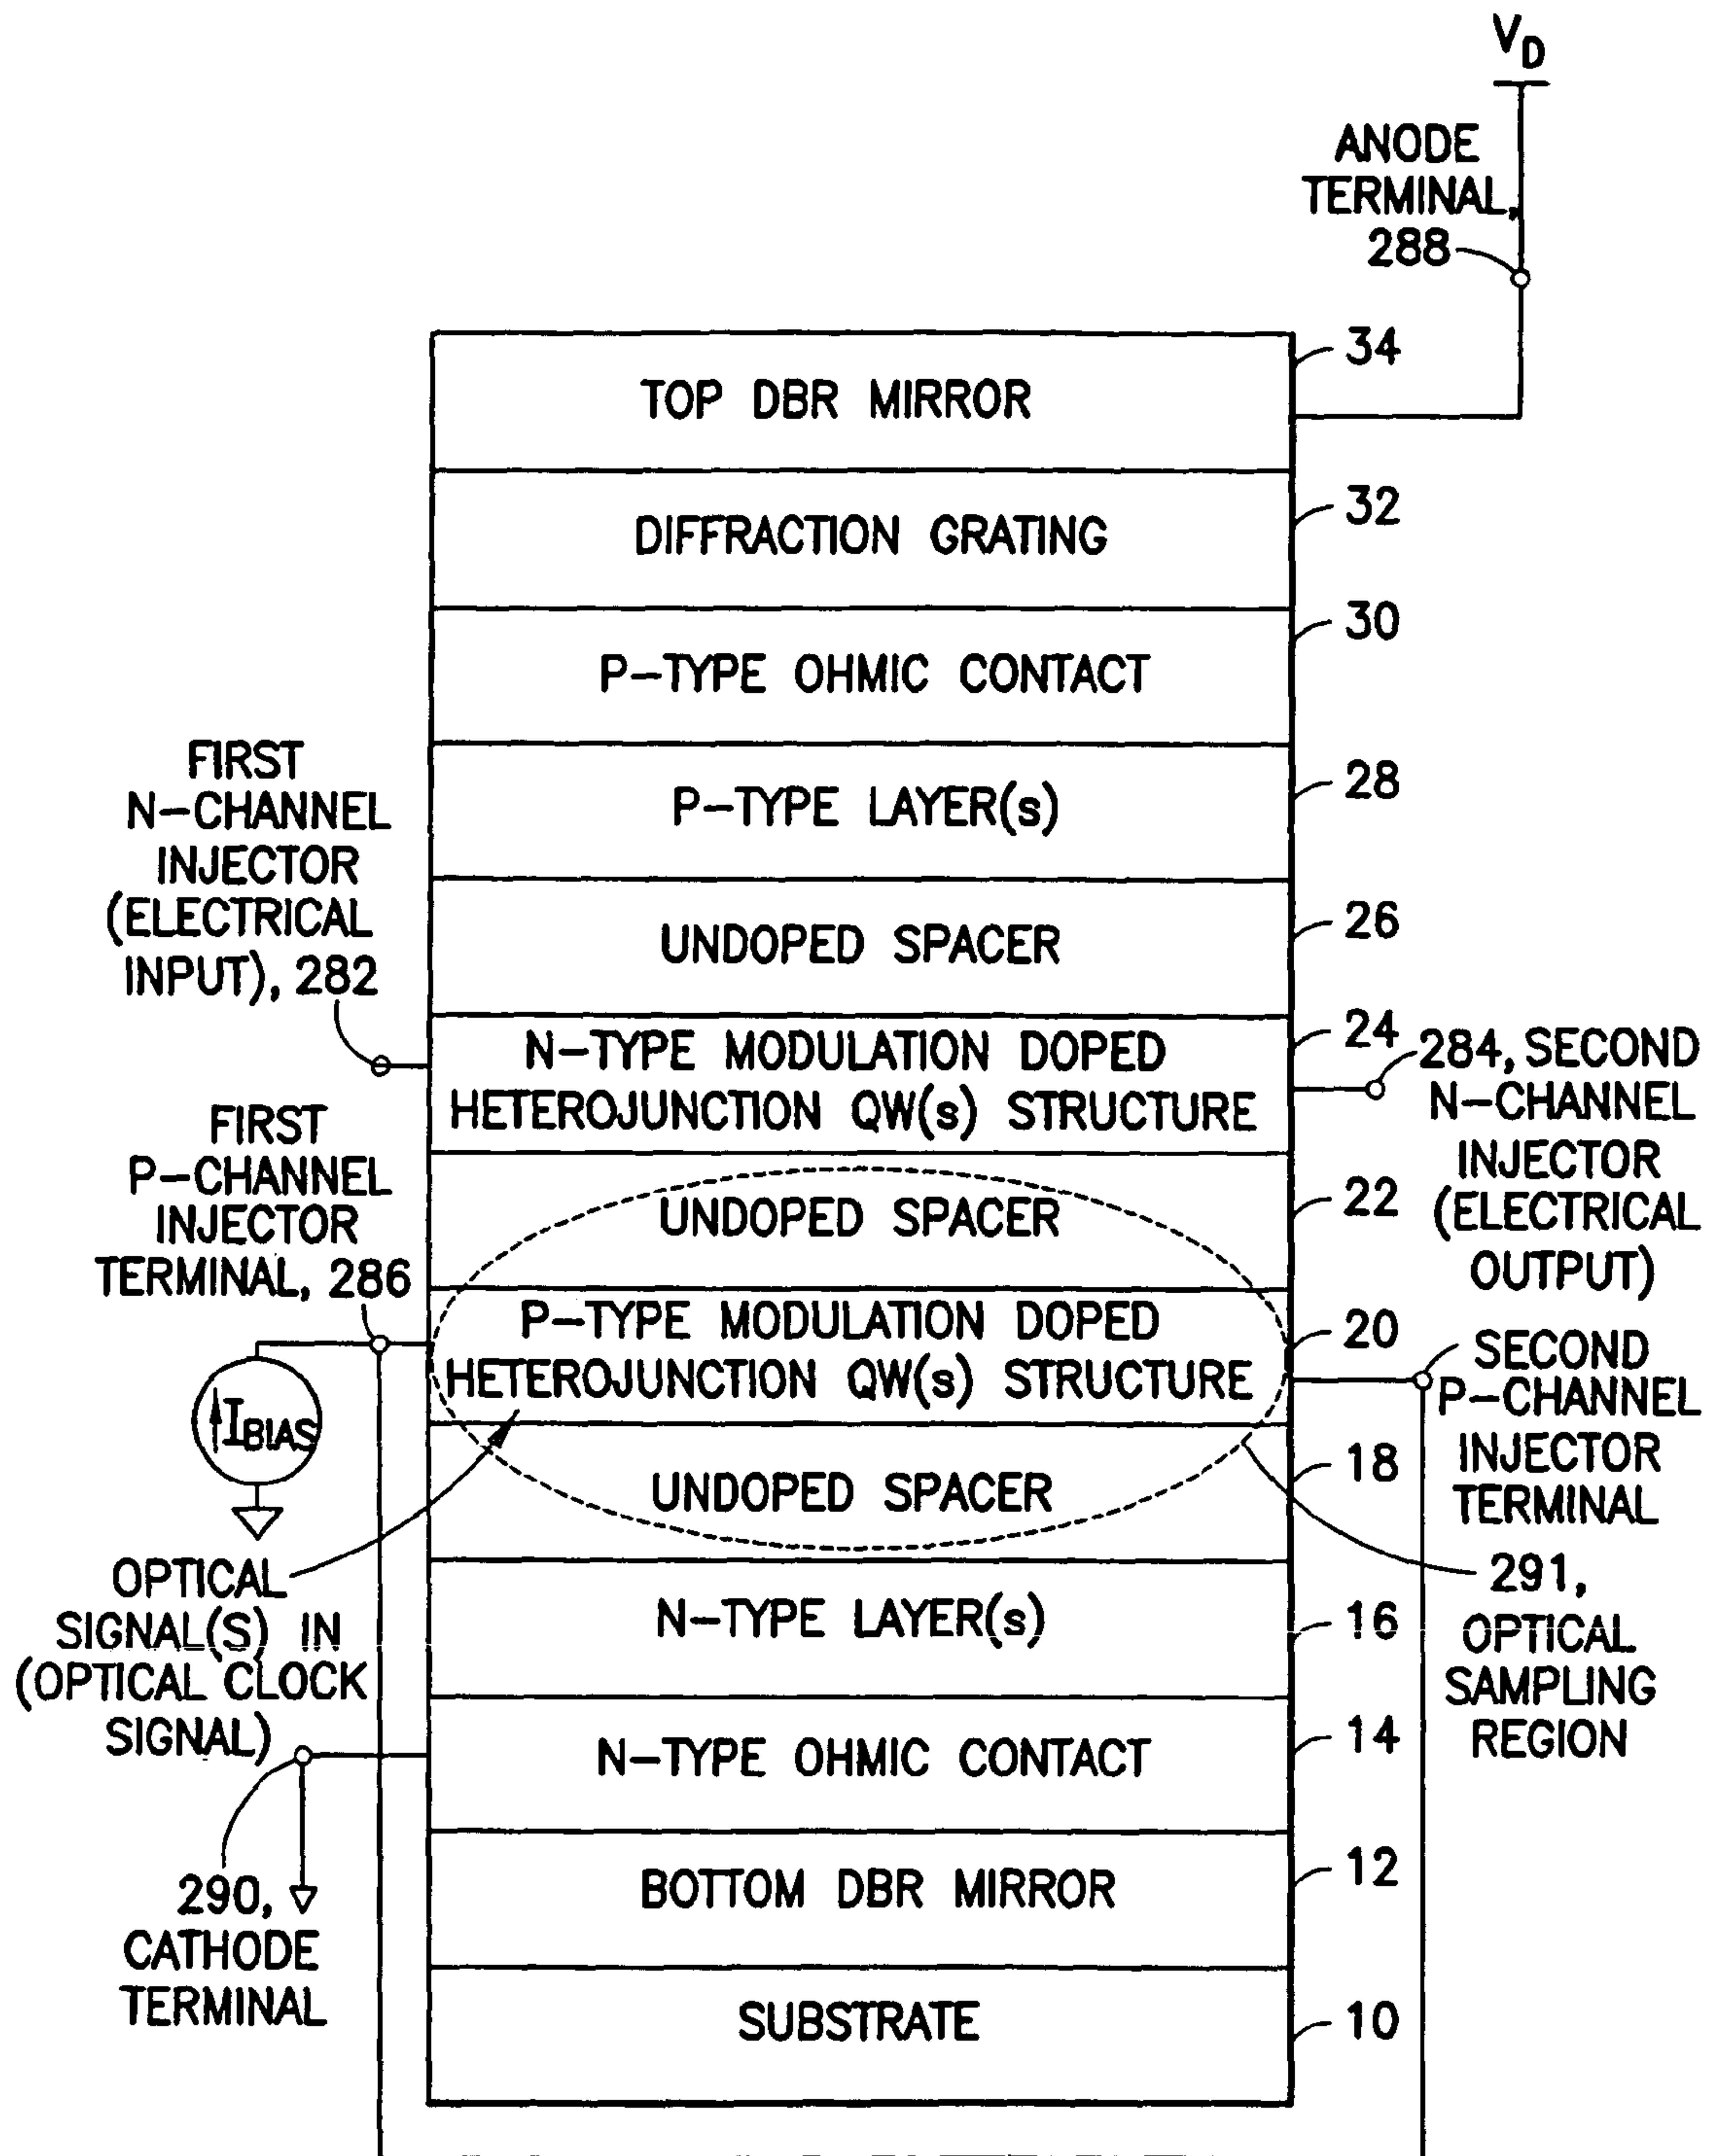 VD
ANODE
TERMINAL,
288
34
TOP DBR MIRROR
32
DIFFRACTION GRATING
30
P-TYPE OHMIC CONTACT
28
P-TYPE LAYER(s)
26
UNDOPED SPACER
FIRST
N-CHANNEL
INJECTOR
(ELECTRICAL
INPUT), 282
24
N-TYPE MODULATION DOPED
HETEROJUNCTION QW(s) STRUCTURE
284, SECOND
N-CHANNEL
INJECTOR
(ELECTRICAL
OUTPUT)
FIRST
P-CHANNEL
INJECTOR
TERMINAL, 286
22
UNDOPED SPACER
20
P-TYPE MODULATION DOPED
HETEROJUNCTION QW(s) STRUCTURE
SECOND
P-CHANNEL
INJECTOR
TERMINAL
IBIAS
18
UNDOPED SPACER
291,
OPTICAL
SAMPLING
REGION
OPTICAL
SIGNAL(S) IN
(OPTICAL CLOCK
SIGNAL)
16
N-TYPE LAYER(s)
14
N-TYPE OHMIC CONTACT
290,
CATHODE
TERMINAL
12
BOTTOM DBR MIRROR
10
SUBSTRATE